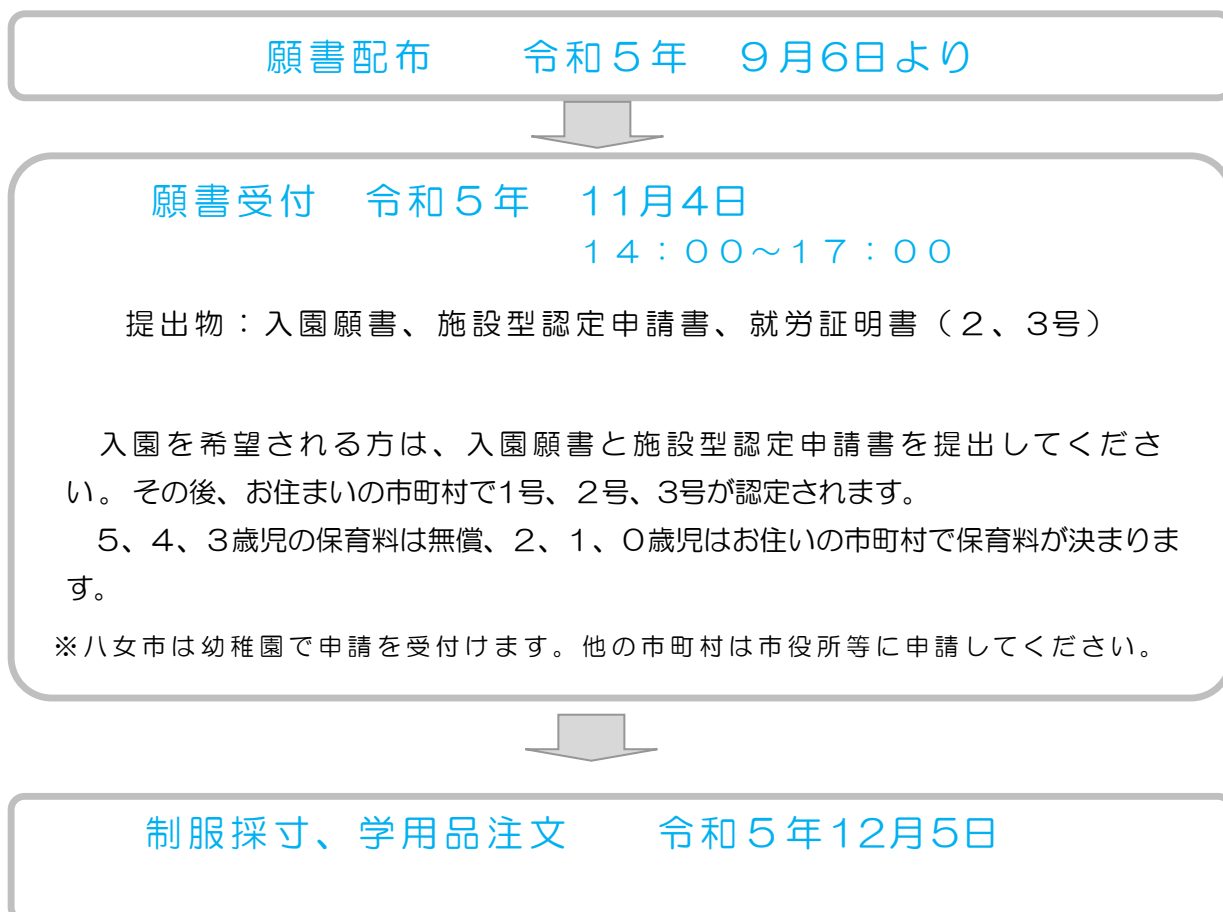 願書配布　　令和５年　９月6日より
願書受付　令和５年　11月4日
１４：００～１７：００
提出物：入園願書、施設型認定申請書、就労証明書（２、3号）
　入園を希望される方は、入園願書と施設型認定申請書を提出してくださ
い。その後、お住まいの市町村で1号、２号、3号が認定されます。
　５、４、３歳児の保育料は無償、２、１、０歳児はお住いの市町村で保育料が決まりま
す。
※八女市は幼稚園で申請を受付けます。他の市町村は市役所等に申請してください。
制服採寸、学用品注文　　令和５年12月5日